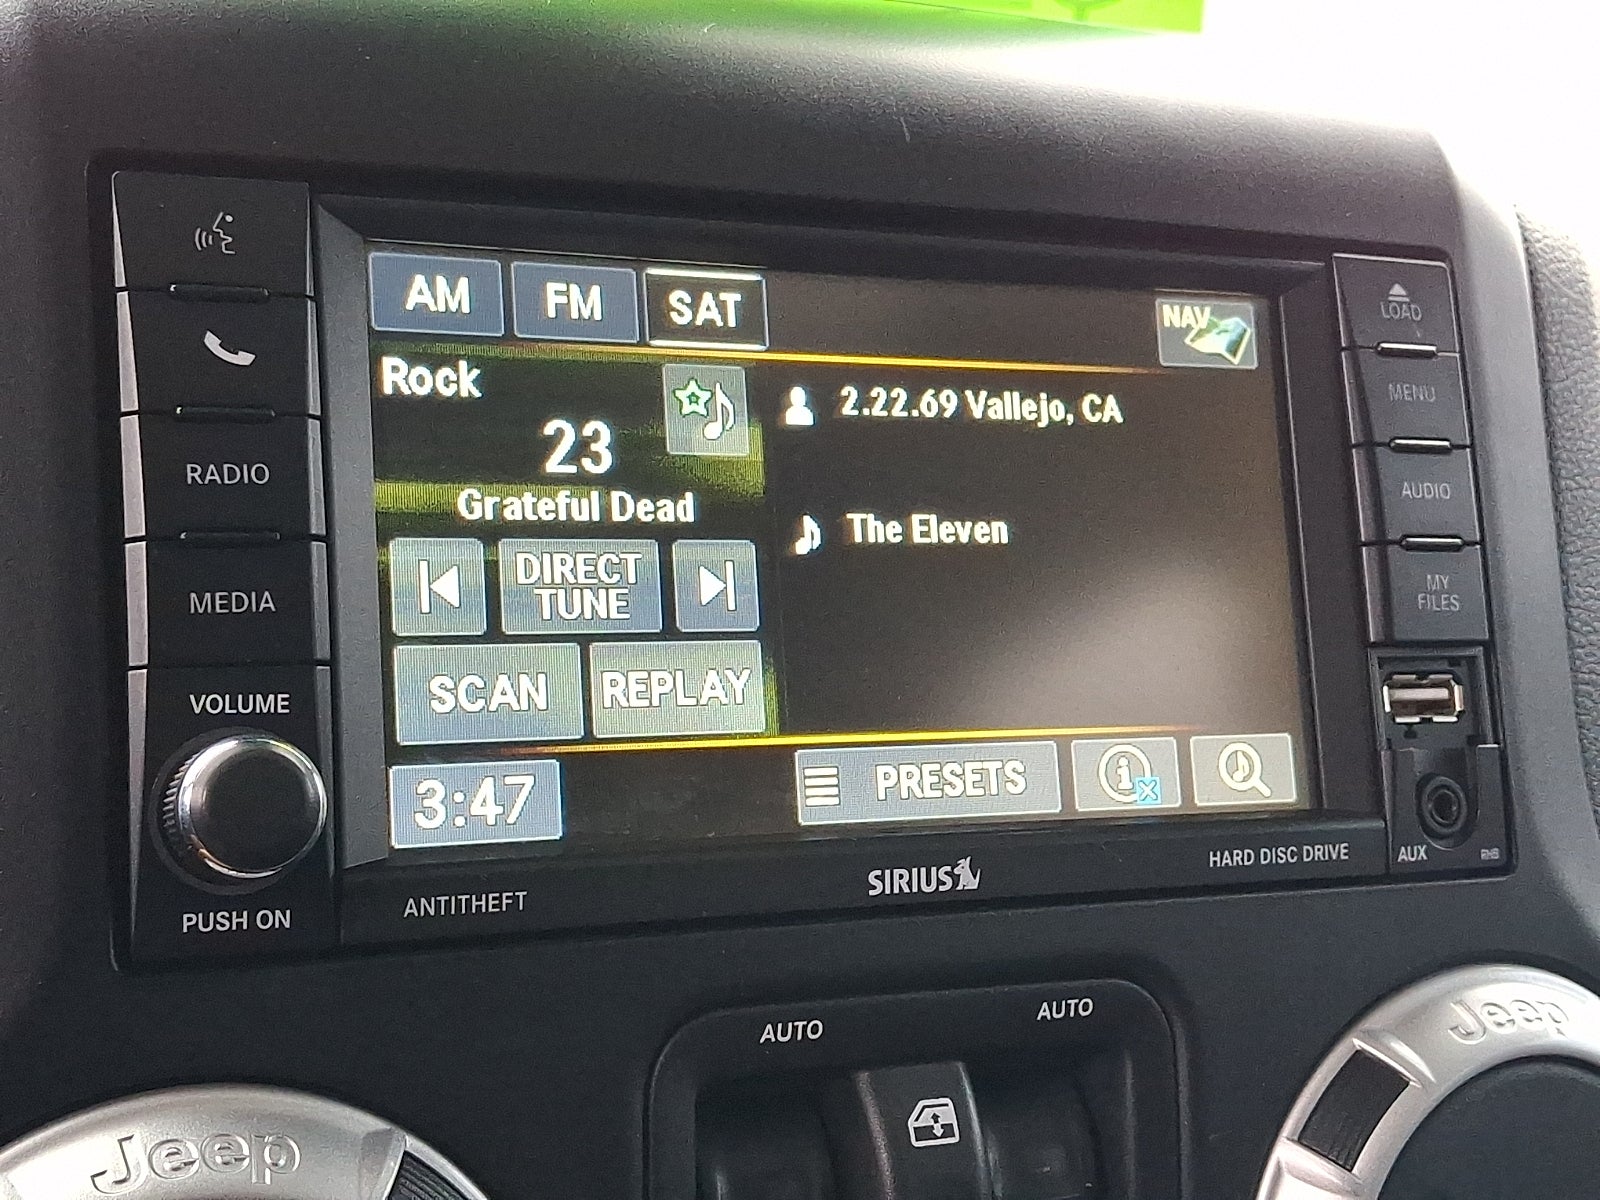 AM
FM
SAT
NAV
Rock
23
Grateful Dead
2.22.69 Vallejo, CA
The Eleven
DIRECT
TUNE
SCAN
REPLAY
3:47
PRESETS
RADIO
MEDIA
VOLUME
PUSH ON
ANTITHEFT
SIRIUS
HARD DISC DRIVE
LOAD
MENU
AUDIO
MY
FILES
AUX
RHB
AUTO
AUTO
Jeep
Jeep